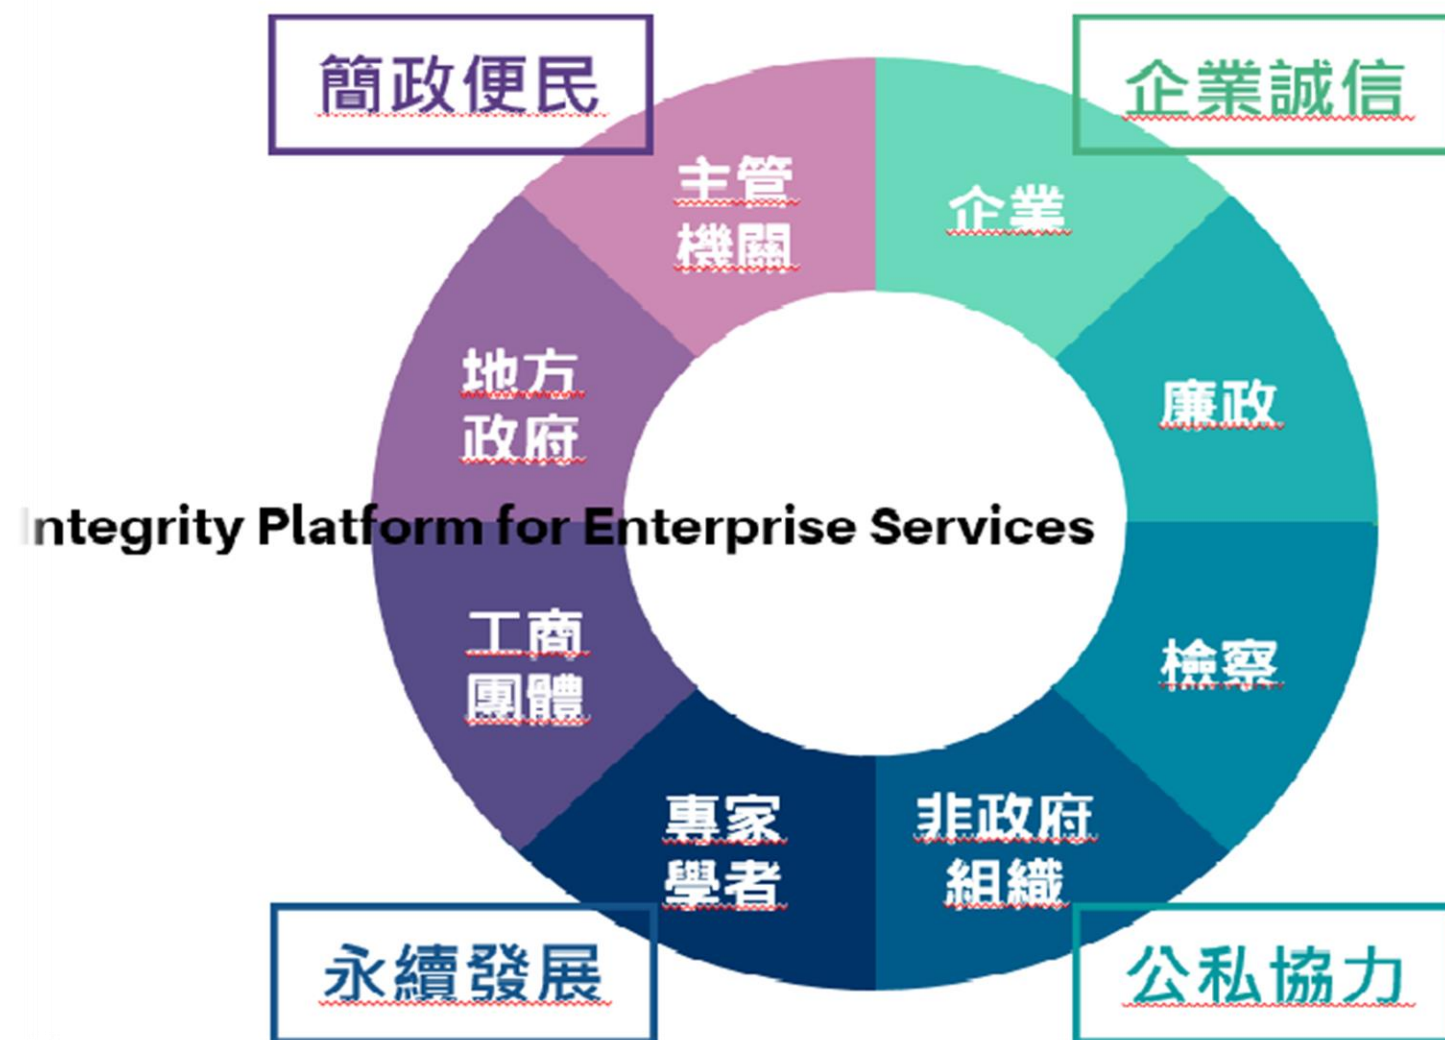 簡政便民
企業誠信
主管
機關
企業
地方
政府
廉政
Integrity Platform for Enterprise Services
工商
團體
檢察
專家
學者
非政府
組織
永續發展
公私協力